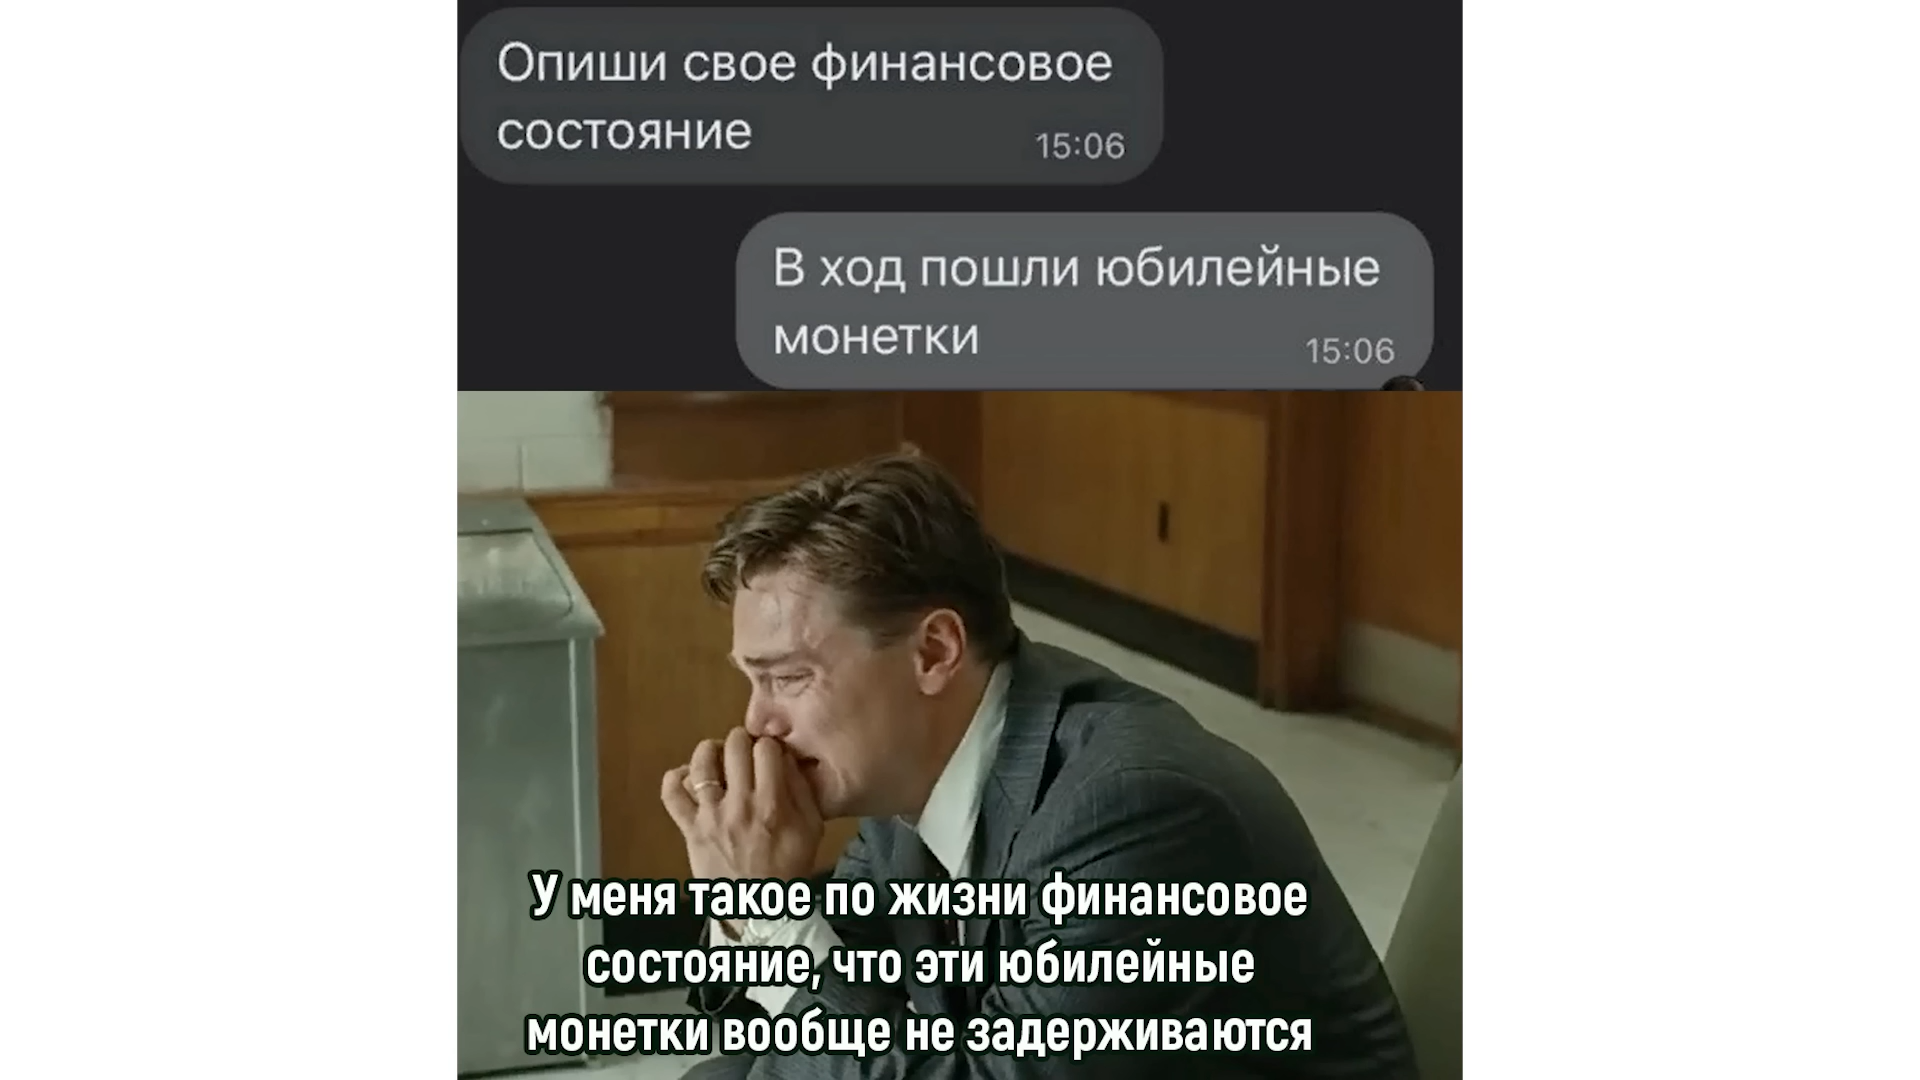 Опиши свое финансовое
состояние
15:06
В ход пошли юбилейные
монетки
15:06
У меня такое по жизни финансовое
состояние, что эти юбилейные
монетки вообще не задерживаются